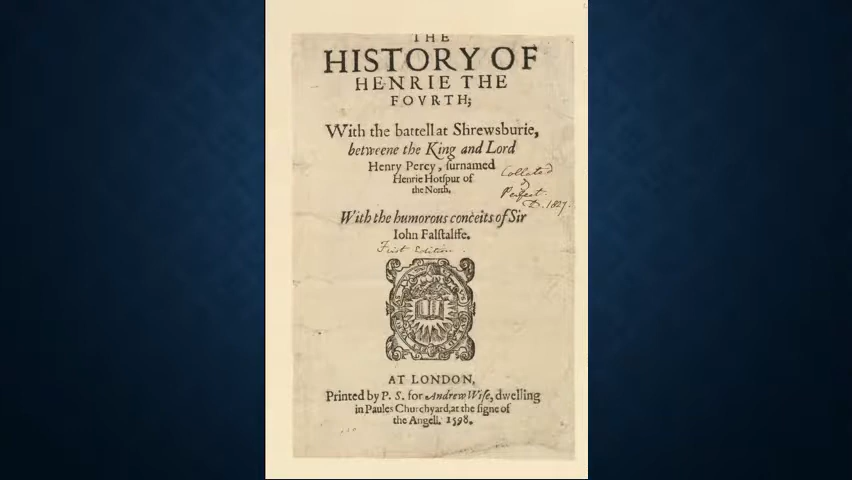 THE
HISTORY OF
HENRIE THE
FOVRTH;
With the battell at Shrewsburie,
betweene the King and Lord
Henry Percy, surnamed
Henrie Hotspur of
the North.
Collated
&
Perfect.
D. 1827.
With the humorous conceits of Sir
Iohn Falstalffe.
First Edition.
AT LONDON,
Printed by P. S. for Andrew Wise, dwelling
in Paules Churchyard, at the signe of
the Angell. 1598.